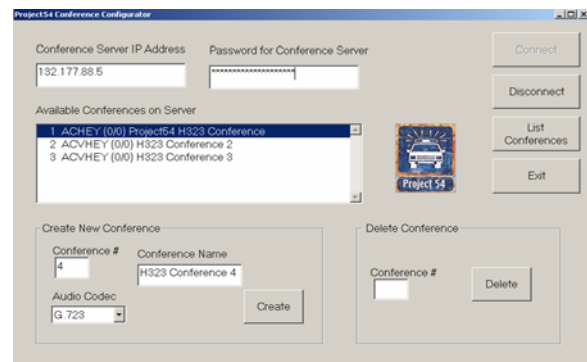 Project54 Conference Configurator
Conference Server IP Address
Password for Conference Server
Connect
132.177.88.5
*********************
Disconnect
Available Conferences on Server
1 ACHEY (0/0) Project54 H323 Conference
2 ACVHEY (0/0) H323 Conference 2
3 ACVHEY (0/0) H323 Conference 3
List
Conferences
Project 54
Exit
Create New Conference
Conference #
Conference Name
4
H323 Conference 4
Audio Codec
G.723
Create
Delete Conference
Conference #
Delete